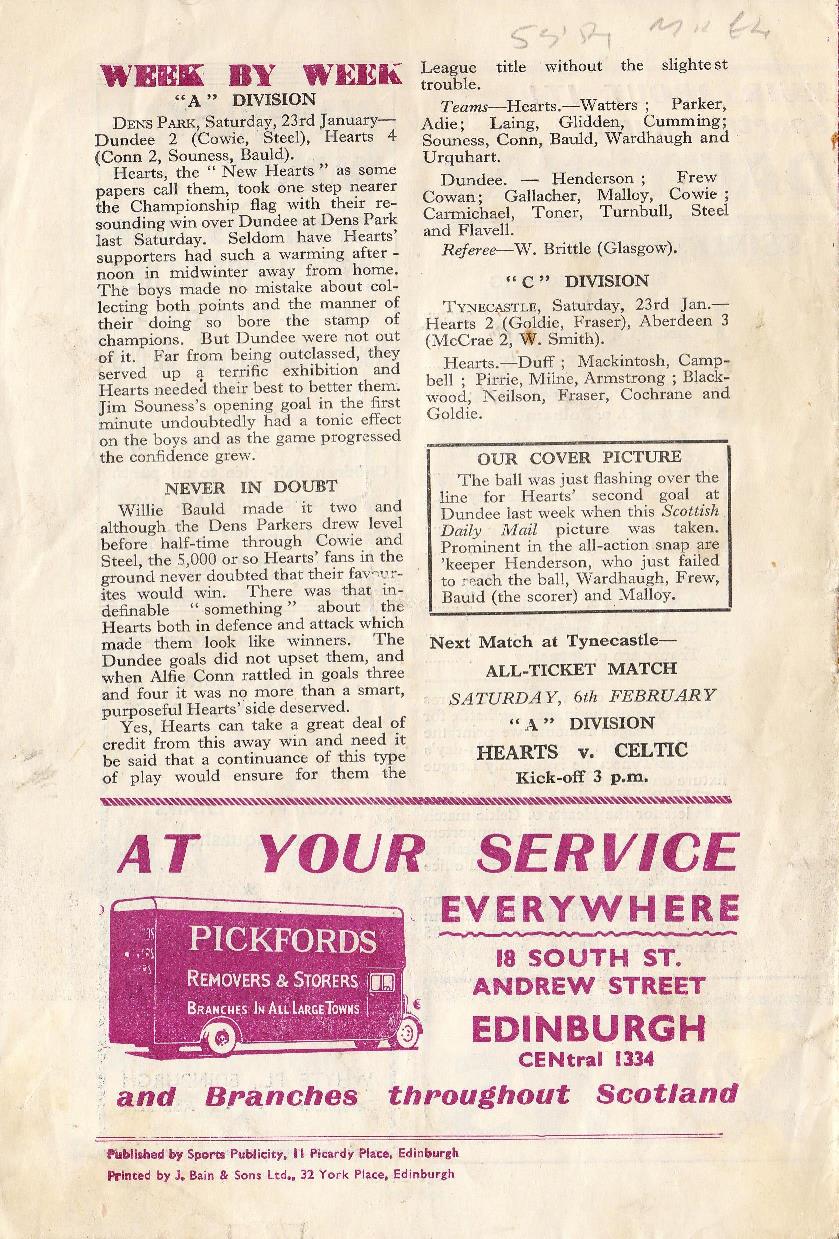 WEEK BY WEEK
"A" DIVISION
DENS PARK, Saturday, 23rd January—
Dundee 2 (Cowie, Steel), Hearts 4
(Conn 2, Souness, Bauld).
Hearts, the "New Hearts" as some
papers call them, took one step nearer
the Championship flag with their re-
sounding win over Dundee at Dens Park
last Saturday. Seldom have Hearts'
supporters had such a warming after-
noon in midwinter away from home.
The boys made no mistake about col-
lecting both points and the manner of
their doing so bore the stamp of
champions. But Dundee were not out
of it. Far from being outclassed, they
served up a terrific exhibition and
Hearts needed their best to better them.
Jim Souness's opening goal in the first
minute undoubtedly had a tonic effect
on the boys and as the game progressed
the confidence grew.
NEVER IN DOUBT
Willie Bauld made it two and
although the Dens Parkers drew level
before half-time through Cowie and
Steel, the 5,000 or so Hearts' fans in the
ground never doubted that their favour-
ites would win. There was that in-
definable "something" about the
Hearts both in defence and attack which
made them look like winners. The
Dundee goals did not upset them, and
when Alfie Conn rattled in goals three
and four it was no more than a smart,
purposeful Hearts' side deserved.
Yes, Hearts can take a great deal of
credit from this away win and need it
be said that a continuance of this type
of play would ensure for them the
League title without the slightest
trouble.
Teams—Hearts.—Watters ; Parker,
Adie; Laing, Glidden, Cumming;
Souness, Conn, Bauld, Wardhaugh and
Urquhart.
Dundee. — Henderson ; Frew
Cowan; Gallacher, Malloy, Cowie ;
Carmichael, Toner, Turnbull, Steel
and Flavell.
Referee—W. Brittle (Glasgow).
"C" DIVISION
TYNECASTLE, Saturday, 23rd Jan.—
Hearts 2 (Goldie, Fraser), Aberdeen 3
(McCrae 2, W. Smith).
Hearts.—Duff ; Mackintosh, Camp-
bell ; Pirrie, Milne, Armstrong ; Black-
wood, Neilson, Fraser, Cochrane and
Goldie.
OUR COVER PICTURE
The ball was just flashing over the
line for Hearts' second goal at
Dundee last week when this Scottish
Daily Mail picture was taken.
Prominent in the all-action snap are
'keeper Henderson, who just failed
to reach the ball, Wardhaugh, Frew,
Bauld (the scorer) and Malloy.
Next Match at Tynecastle—
ALL-TICKET MATCH
SATURDAY, 6th FEBRUARY
"A" DIVISION
HEARTS v. CELTIC
Kick-off 3 p.m.
AT YOUR SERVICE
PICKFORDS
REMOVERS & STORERS
BRANCHES IN ALL LARGE TOWNS
EVERYWHERE
18 SOUTH ST.
ANDREW STREET
EDINBURGH
CENtral 1334
and Branches throughout Scotland
Published by Sports Publicity, 11 Picardy Place, Edinburgh
Printed by J. Bain & Sons Ltd., 32 York Place, Edinburgh